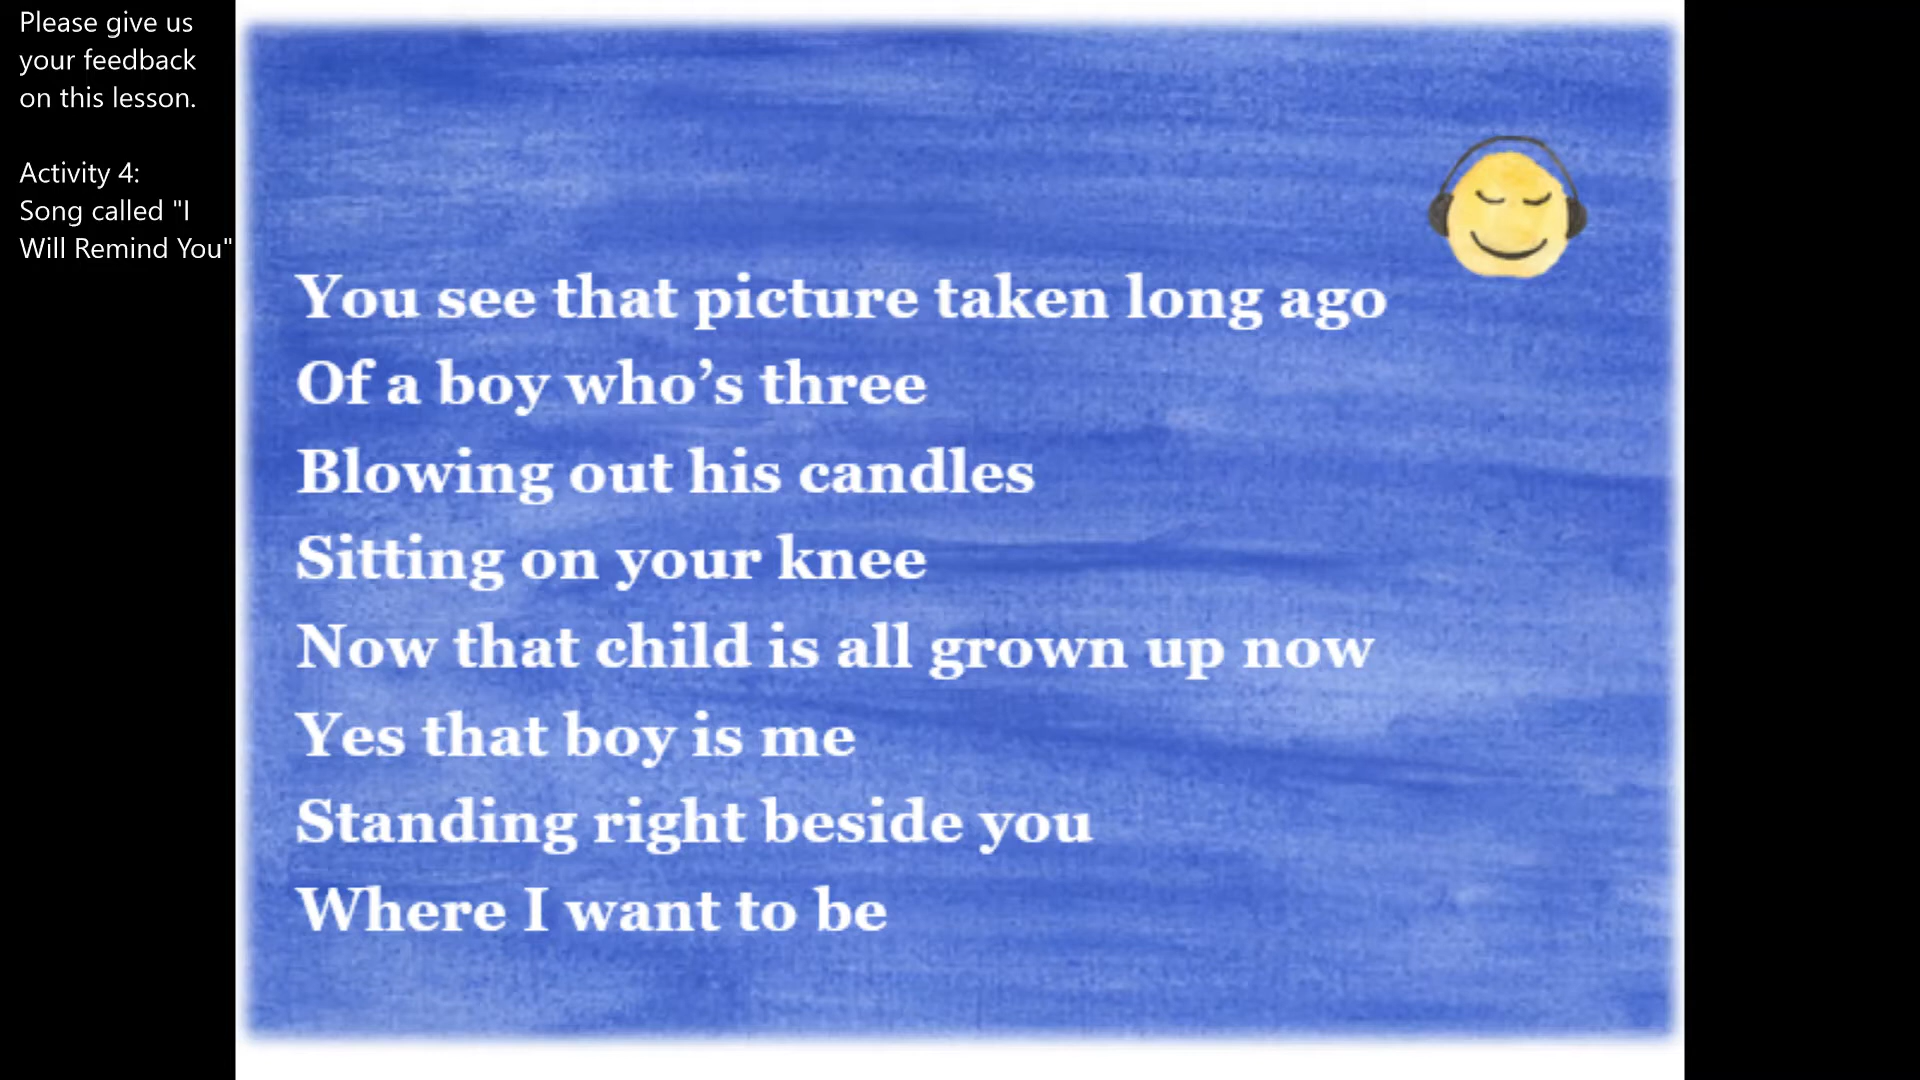 Please give us
your feedback
on this lesson.
Activity 4:
Song called "I
Will Remind You"
You see that picture taken long ago
Of a boy who’s three
Blowing out his candles
Sitting on your knee
Now that child is all grown up now
Yes that boy is me
Standing right beside you
Where I want to be